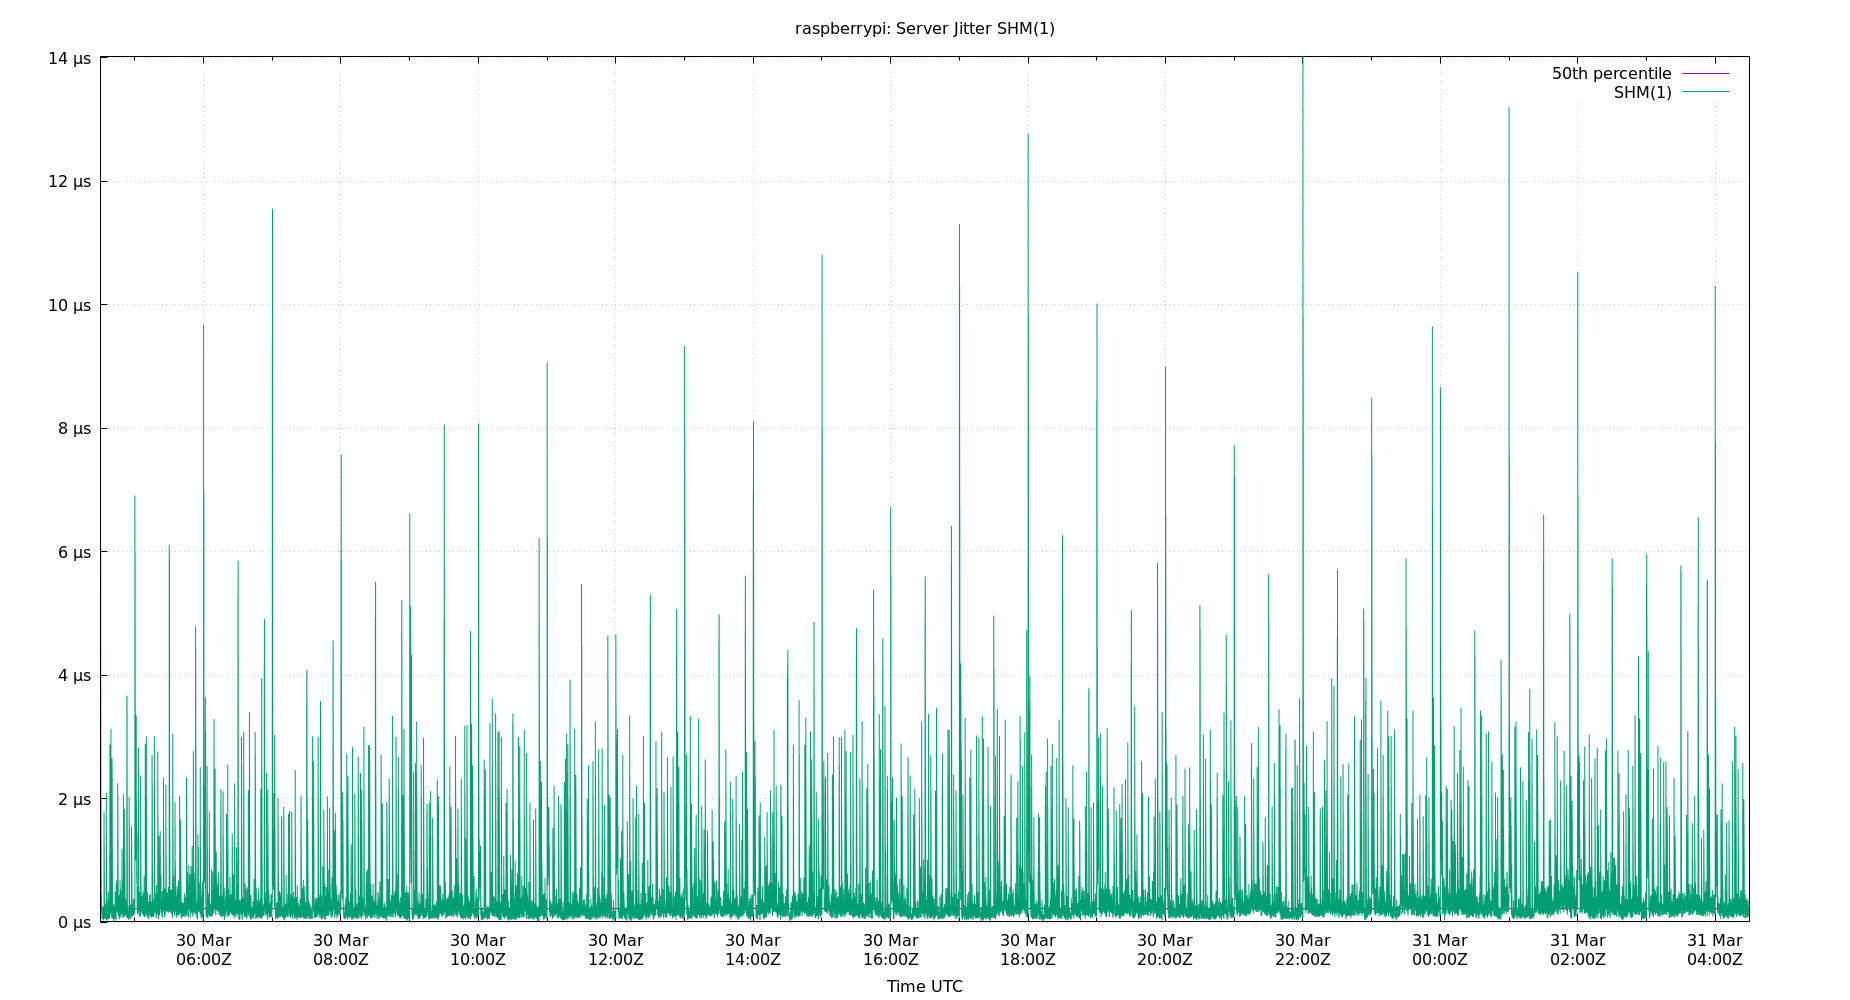 raspberrypi: Server Jitter SHM(1)
14 μs
12 μs
10 μs
8 μs
6 μs
4 μs
2 μs
0 μs
50th percentile
SHM(1)
30 Mar 30 Mar 30 Mar 30 Mar 30 Mar 30 Mar 30 Mar 30 Mar 30 Mar 31 Mar 31 Mar 31 Mar
06:00Z 08:00Z 10:00Z 12:00Z 14:00Z 16:00Z 18:00Z 20:00Z 22:00Z 00:00Z 02:00Z 04:00Z
Time UTC